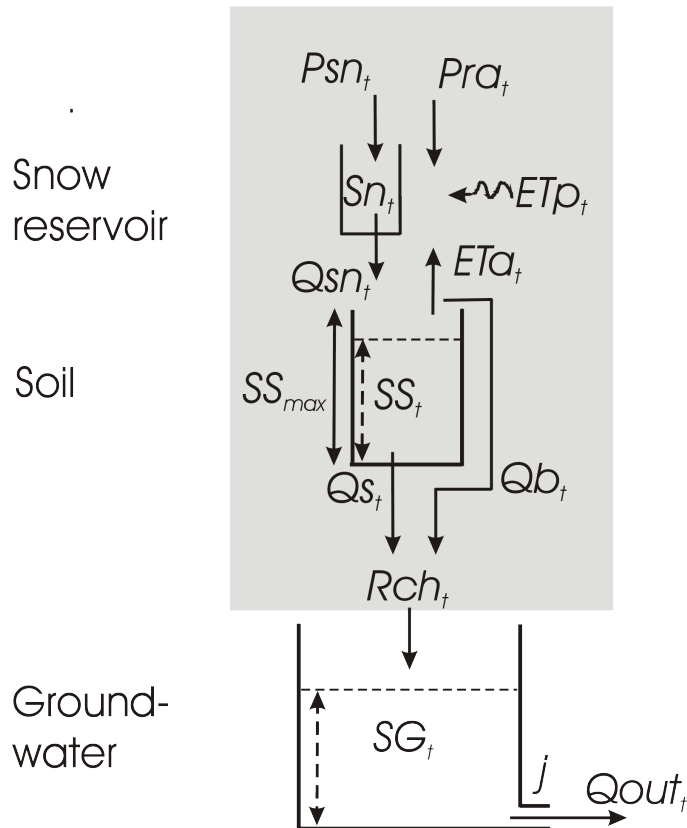 Psn_t Pra_t
Snow
reservoir
Sn_t
ETp_t
ETa_t
Qsn_t
Soil
SS_max
SS_t
Qs_t
Qb_t
Rch_t
Ground-
water
SG_t
j
Qout_t